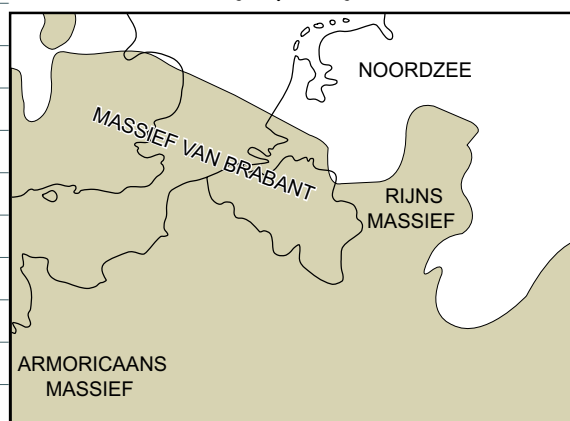 NOORDZEE
MASSIEF VAN BRABANT
RIJNS
MASSIEF
ARMORICAANS
MASSIEF